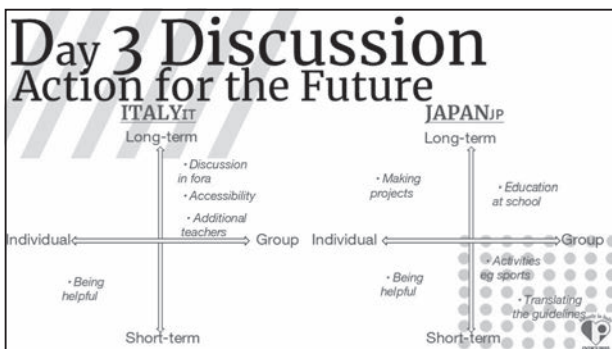 Day 3 Discussion
Action for the Future
ITALYIT
Long-term
• Discussion
in fora
• Accessibility
• Additional
teachers
Individual
Group
• Being
helpful
Short-term
JAPANJP
Long-term
• Making
projects
• Education
at school
Individual
Group
• Being
helpful
• Activities
eg sports
• Translating
the guidelines
Short-term